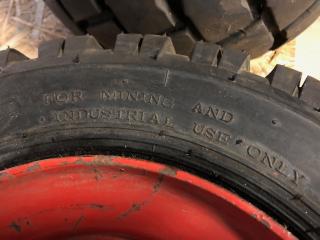 FOR MINING AND
INDUSTRIAL USE ONLY